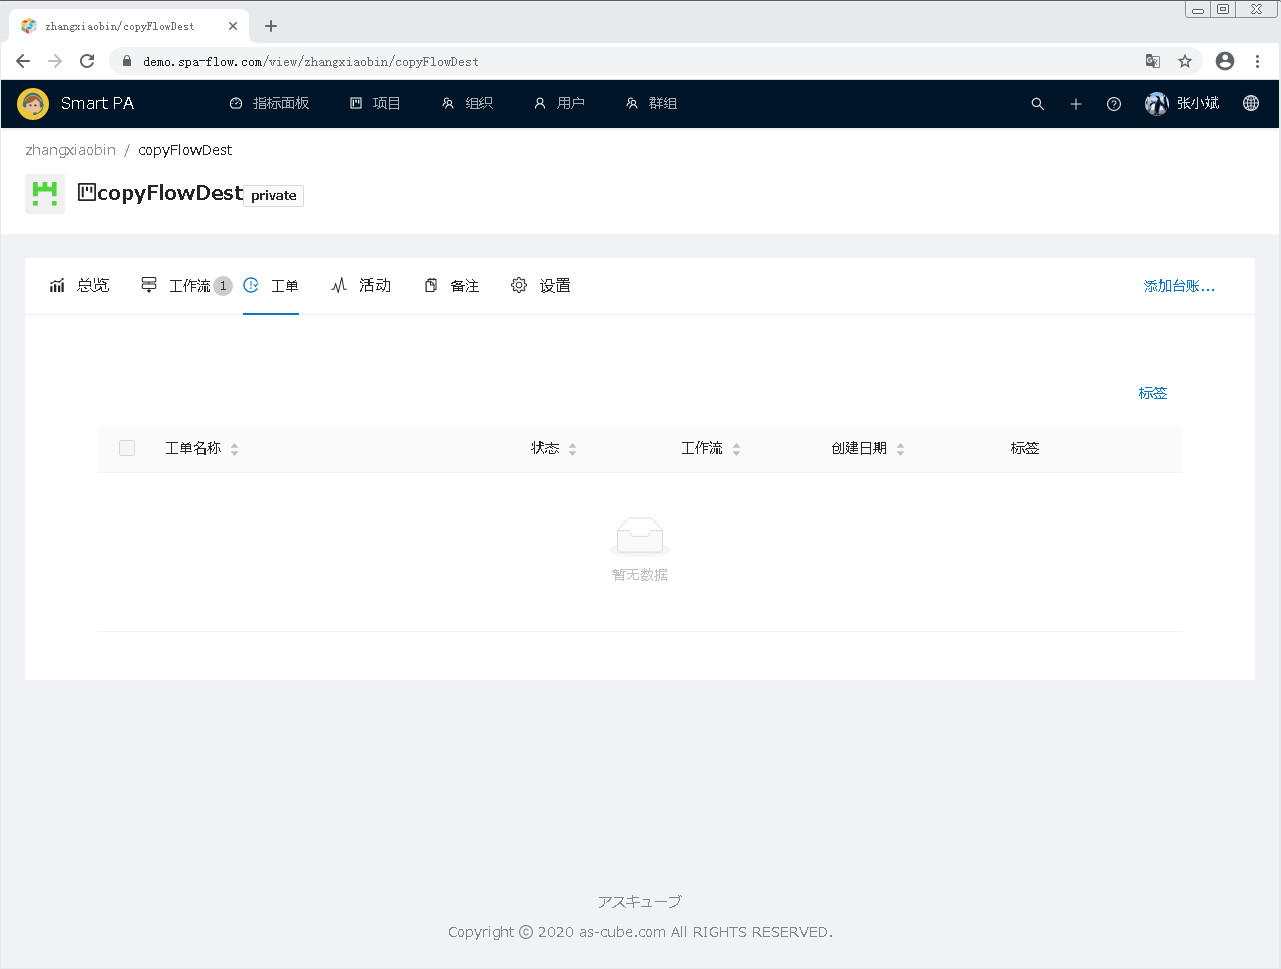 zhangxiaobin/copyFlowDest
demo.spa-flow.com/view/zhangxiaobin/copyFlowDest
Smart PA 指标面板 项目 组织 用户 群组 张小斌
zhangxiaobin / copyFlowDest
copyFlowDest private
总览 工作流 1 工单 活动 备注 设置 添加台账...
标签
工单名称 状态 工作流 创建日期 标签
暂无数据
アスキューブ
Copyright © 2020 as-cube.com All RIGHTS RESERVED.